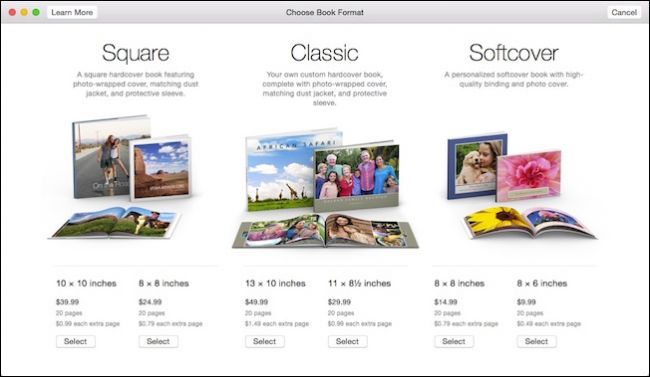 Learn More
Choose Book Format
Cancel
Square
A square hardcover book featuring
photo-wrapped cover, matching dust
jacket, and protective sleeve.
Classic
Your own custom hardcover book,
complete with photo-wrapped cover,
matching dust jacket, and protective
sleeve.
Softcover
A personalized softcover book with high-
quality binding and photo cover.
On the Road
AFRICAN SAFARI
10 × 10 inches
$39.99
20 pages
$0.99 each extra page
Select
8 × 8 inches
$24.99
20 pages
$0.79 each extra page
Select
13 × 10 inches
$49.99
20 pages
$1.49 each extra page
Select
11 × 8½ inches
$29.99
20 pages
$0.99 each extra page
Select
8 × 8 inches
$14.99
20 pages
$0.79 each extra page
Select
8 × 6 inches
$9.99
20 pages
$0.79 each extra page
Select